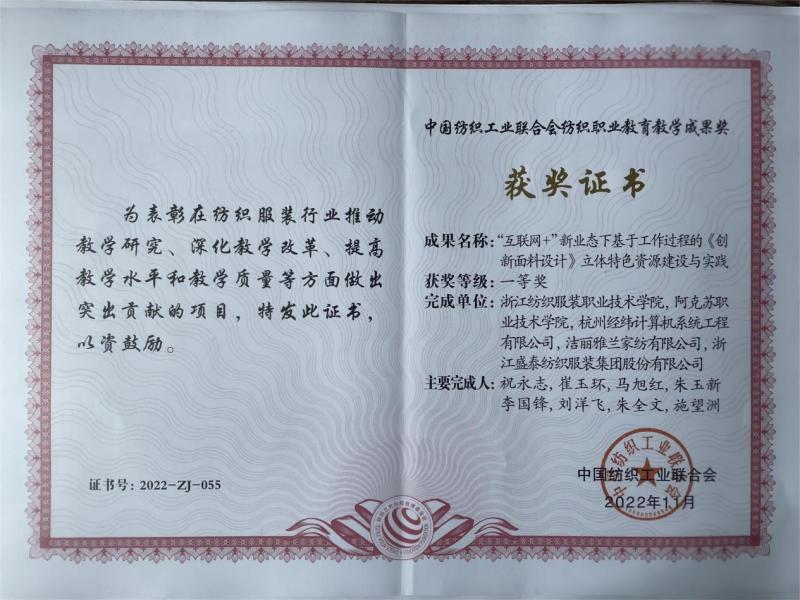 为表彰在纺织服装行业推动
教学研究、深化教学改革、提高
教学水平和教学质量等方面做出
突出贡献的项目，特发此证书，
以资鼓励。
证书号：2022-ZJ-055
中国纺织工业联合会纺织职业教育教学成果奖
获奖证书
成果名称：“互联网+”新业态下基于工作过程的《创
新面料设计》立体特色资源建设与实践
获奖等级：一等奖
完成单位：浙江纺织服装职业技术学院，阿克苏职
业技术学院，杭州经纬计算机系统工程
有限公司，洁丽雅兰家纺有限公司，浙
江盛泰纺织服装集团股份有限公司
主要完成人：祝永志，崔玉环，马旭红，朱玉新
李国锋，刘洋飞，朱全文，施望洲
中国纺织工业联合会
中国纺织工业联合会
2022年11月